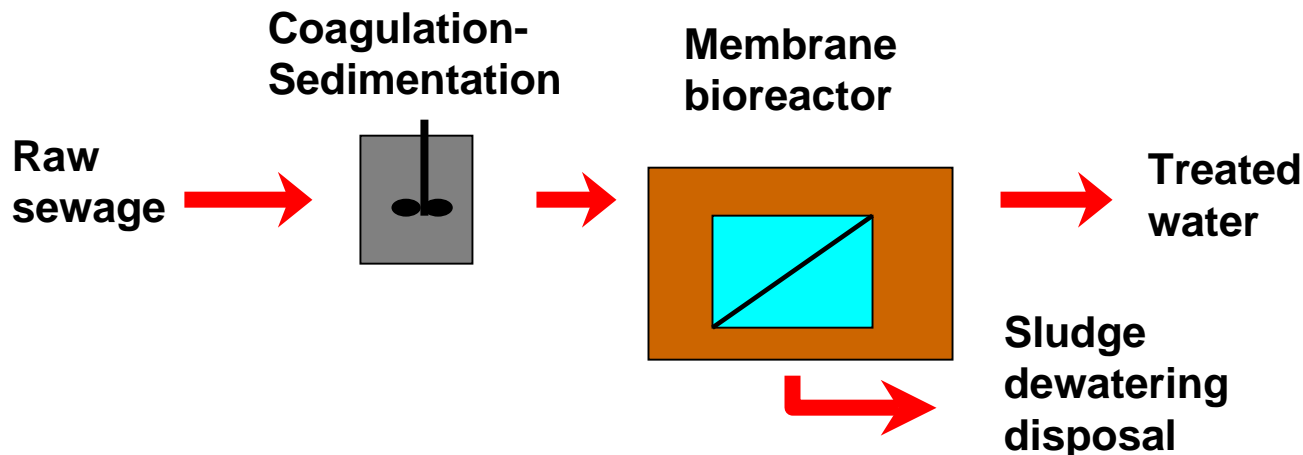 Coagulation-
Sedimentation
Membrane
bioreactor
Raw
sewage
Treated
water
Sludge
dewatering
disposal